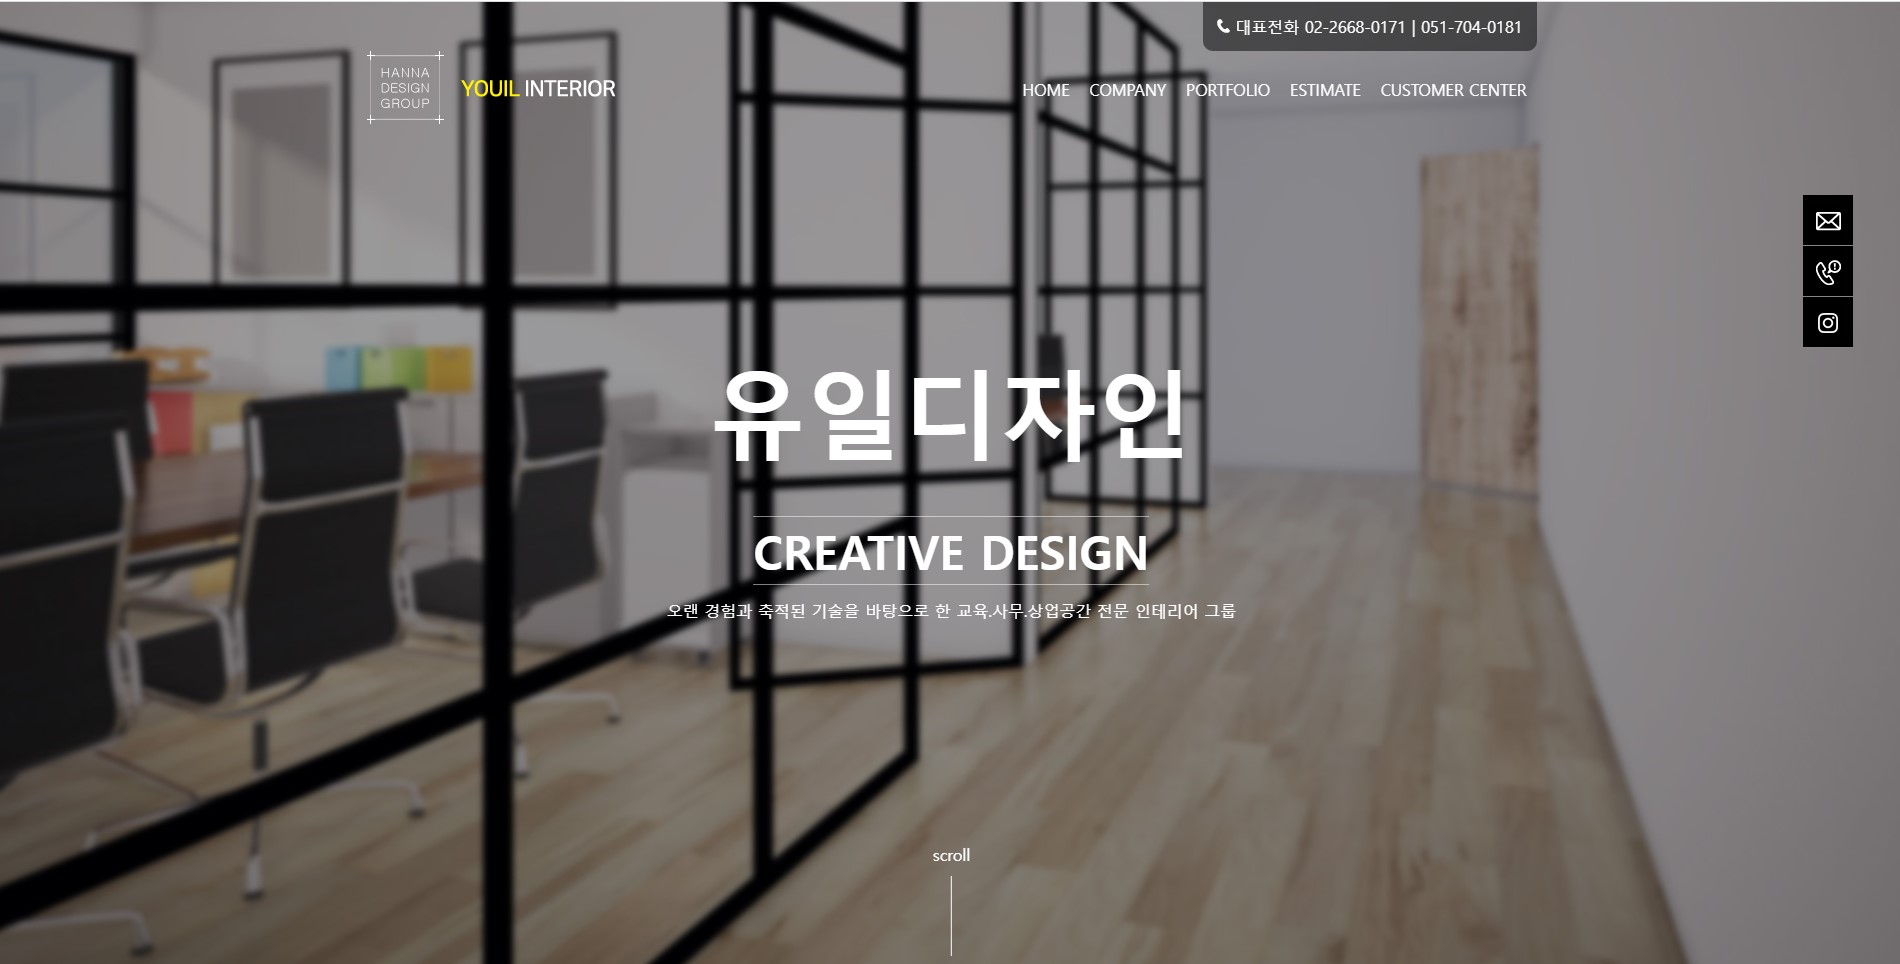 대표전화 02-2668-0171 | 051-704-0181
HANNA
DESIGN
GROUP
YOUIL INTERIOR
HOME COMPANY PORTFOLIO ESTIMATE CUSTOMER CENTER
유일디자인
CREATIVE DESIGN
오랜 경험과 축적된 기술을 바탕으로 한 교육.사무.상업공간 전문 인테리어 그룹
scroll